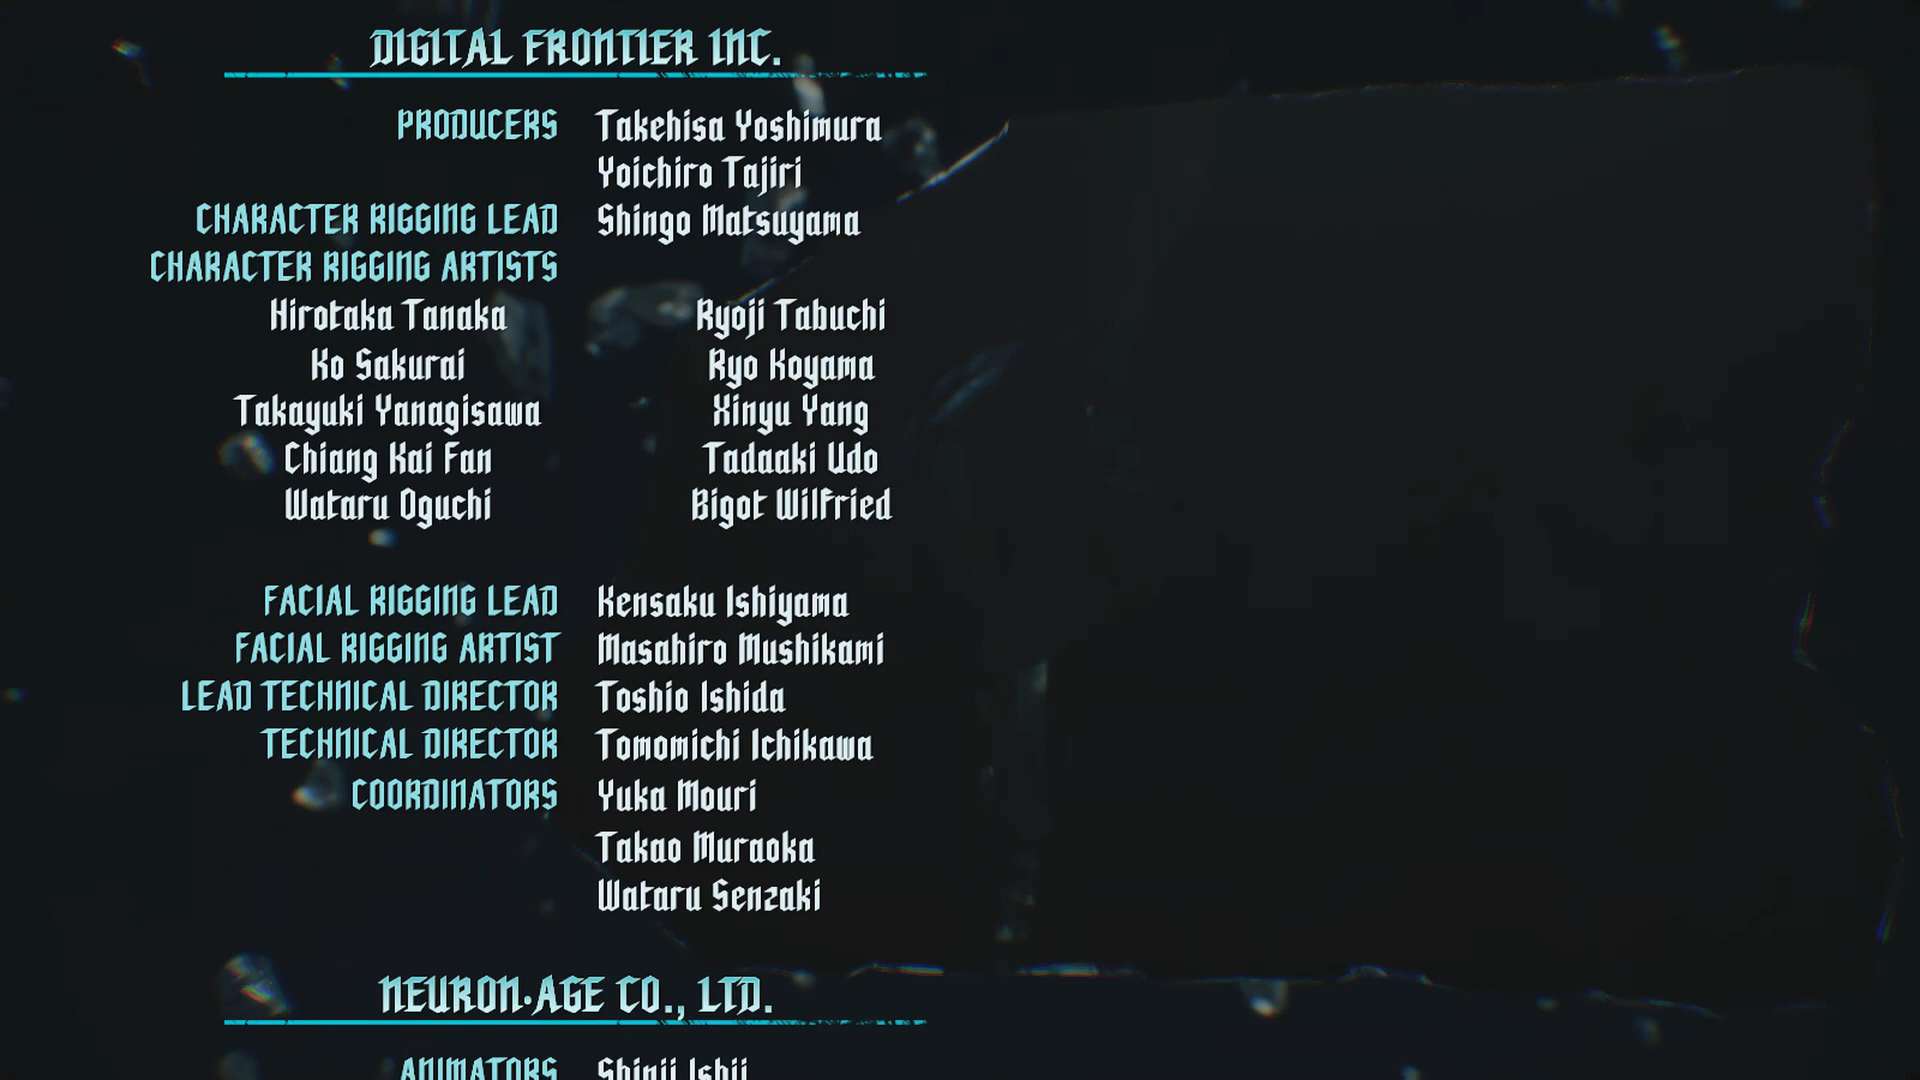 DIGITAL FRONTIER INC.
PRODUCERS Takehisa Yoshimura
Yoichiro Tajiri
CHARACTER RIGGING LEAD Shingo Matsuyama
CHARACTER RIGGING ARTISTS
Hirotaka Tanaka Ryoji Tabuchi
Ko Sakurai Ryo Koyama
Takayuki Yanagisawa Xinyu Yang
Chiang Kai Fan Tadaaki Udo
Wataru Oguchi Bigot Wilfried
FACIAL RIGGING LEAD Kensaku Ishiyama
FACIAL RIGGING ARTIST Masahiro Mushikami
LEAD TECHNICAL DIRECTOR Toshio Ishida
TECHNICAL DIRECTOR Tomomichi Ichikawa
COORDINATORS Yuka Mouri
Takao Muraoka
Wataru Senzaki
NEURON·AGE CO., LTD.
ANIMATORS Shinji Ishii